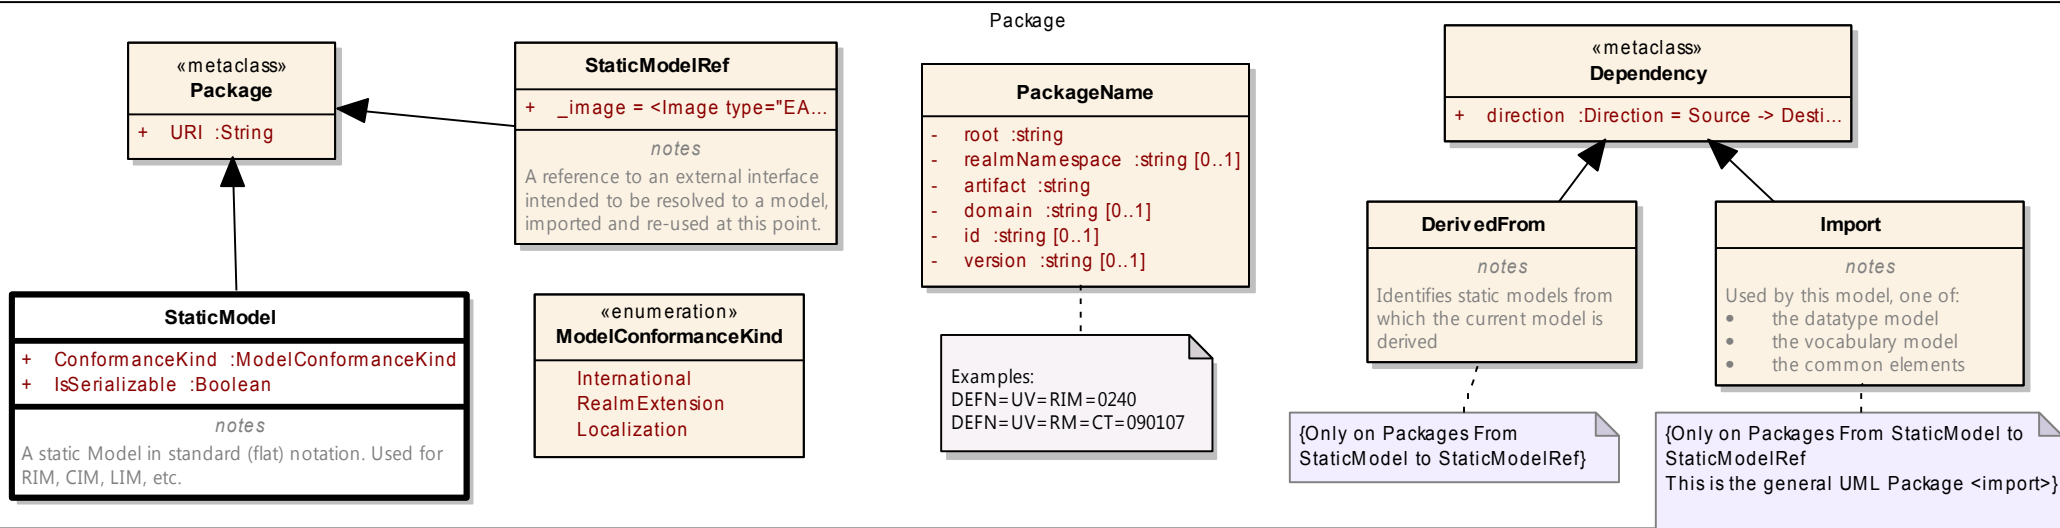 Package
«metaclass»
Package
+ URI :String
StaticModelRef
+ _image = <Image type="EA...
notes
A reference to an external interface
intended to be resolved to a model,
imported and re-used at this point.
StaticModel
+ ConformanceKind :ModelConformanceKind
+ IsSerializable :Boolean
notes
A static Model in standard (flat) notation. Used for
RIM, CIM, LIM, etc.
«enumeration»
ModelConformanceKind
International
RealmExtension
Localization
PackageName
- root :string
- realmNamespace :string [0..1]
- artifact :string
- domain :string [0..1]
- id :string [0..1]
- version :string [0..1]
Examples:
DEFN=UV=RIM=0240
DEFN=UV=RM=CT=090107
«metaclass»
Dependency
+ direction :Direction = Source -> Desti...
DerivedFrom
notes
Identifies static models from
which the current model is
derived
{Only on Packages From
StaticModel to StaticModelRef}
Import
notes
Used by this model, one of:
• the datatype model
• the vocabulary model
• the common elements
{Only on Packages From StaticModel to
StaticModelRef
This is the general UML Package <import>}